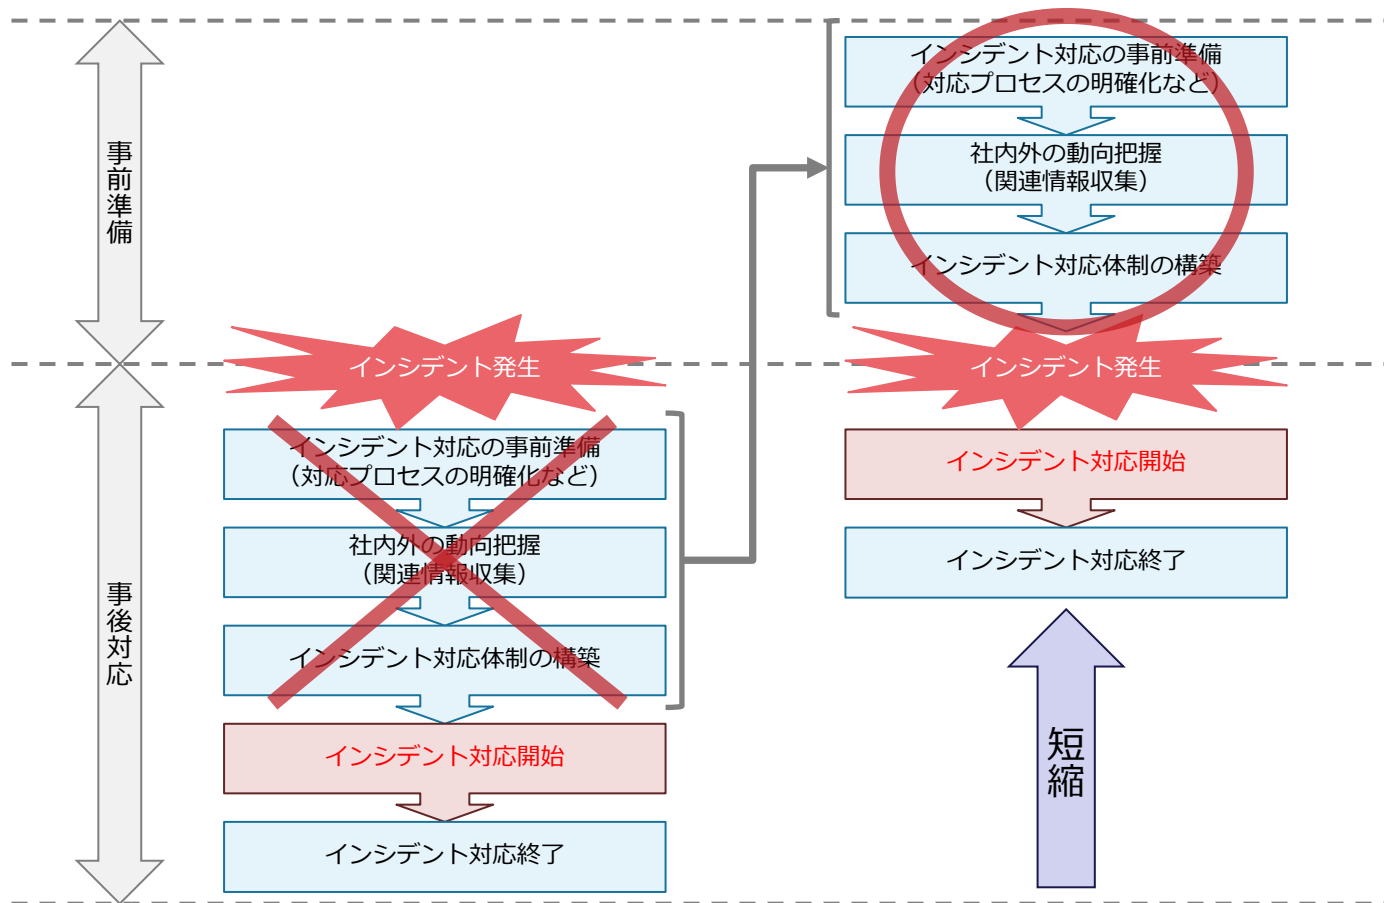 事前準備
事後対応
インシデント発生
インシデント対応の事前準備
（対応プロセスの明確化など）
社内外の動向把握
（関連情報収集）
インシデント対応体制の構築
インシデント対応開始
インシデント対応終了
インシデント対応の事前準備
（対応プロセスの明確化など）
社内外の動向把握
（関連情報収集）
インシデント対応体制の構築
インシデント発生
インシデント対応開始
インシデント対応終了
短縮